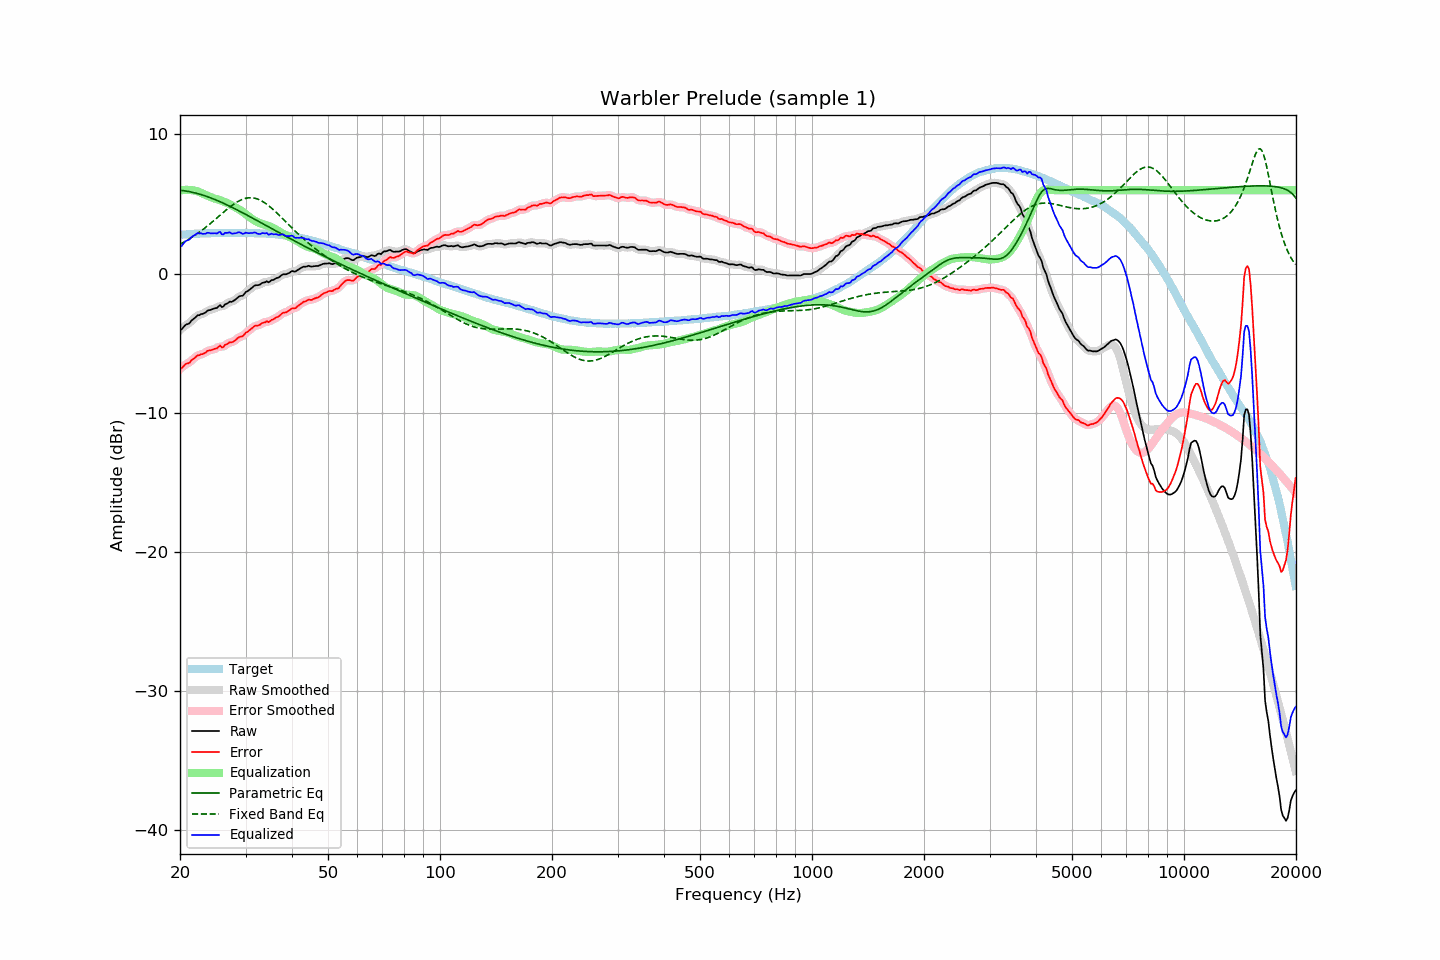 Warbler Prelude (sample 1)
10
0
−10
−20
−30
−40
Amplitude (dBr)
Target
Raw Smoothed
Error Smoothed
Raw
Error
Equalization
Parametric Eq
Fixed Band Eq
Equalized
20 50 100 200 500 1000 2000 5000 10000 20000
Frequency (Hz)